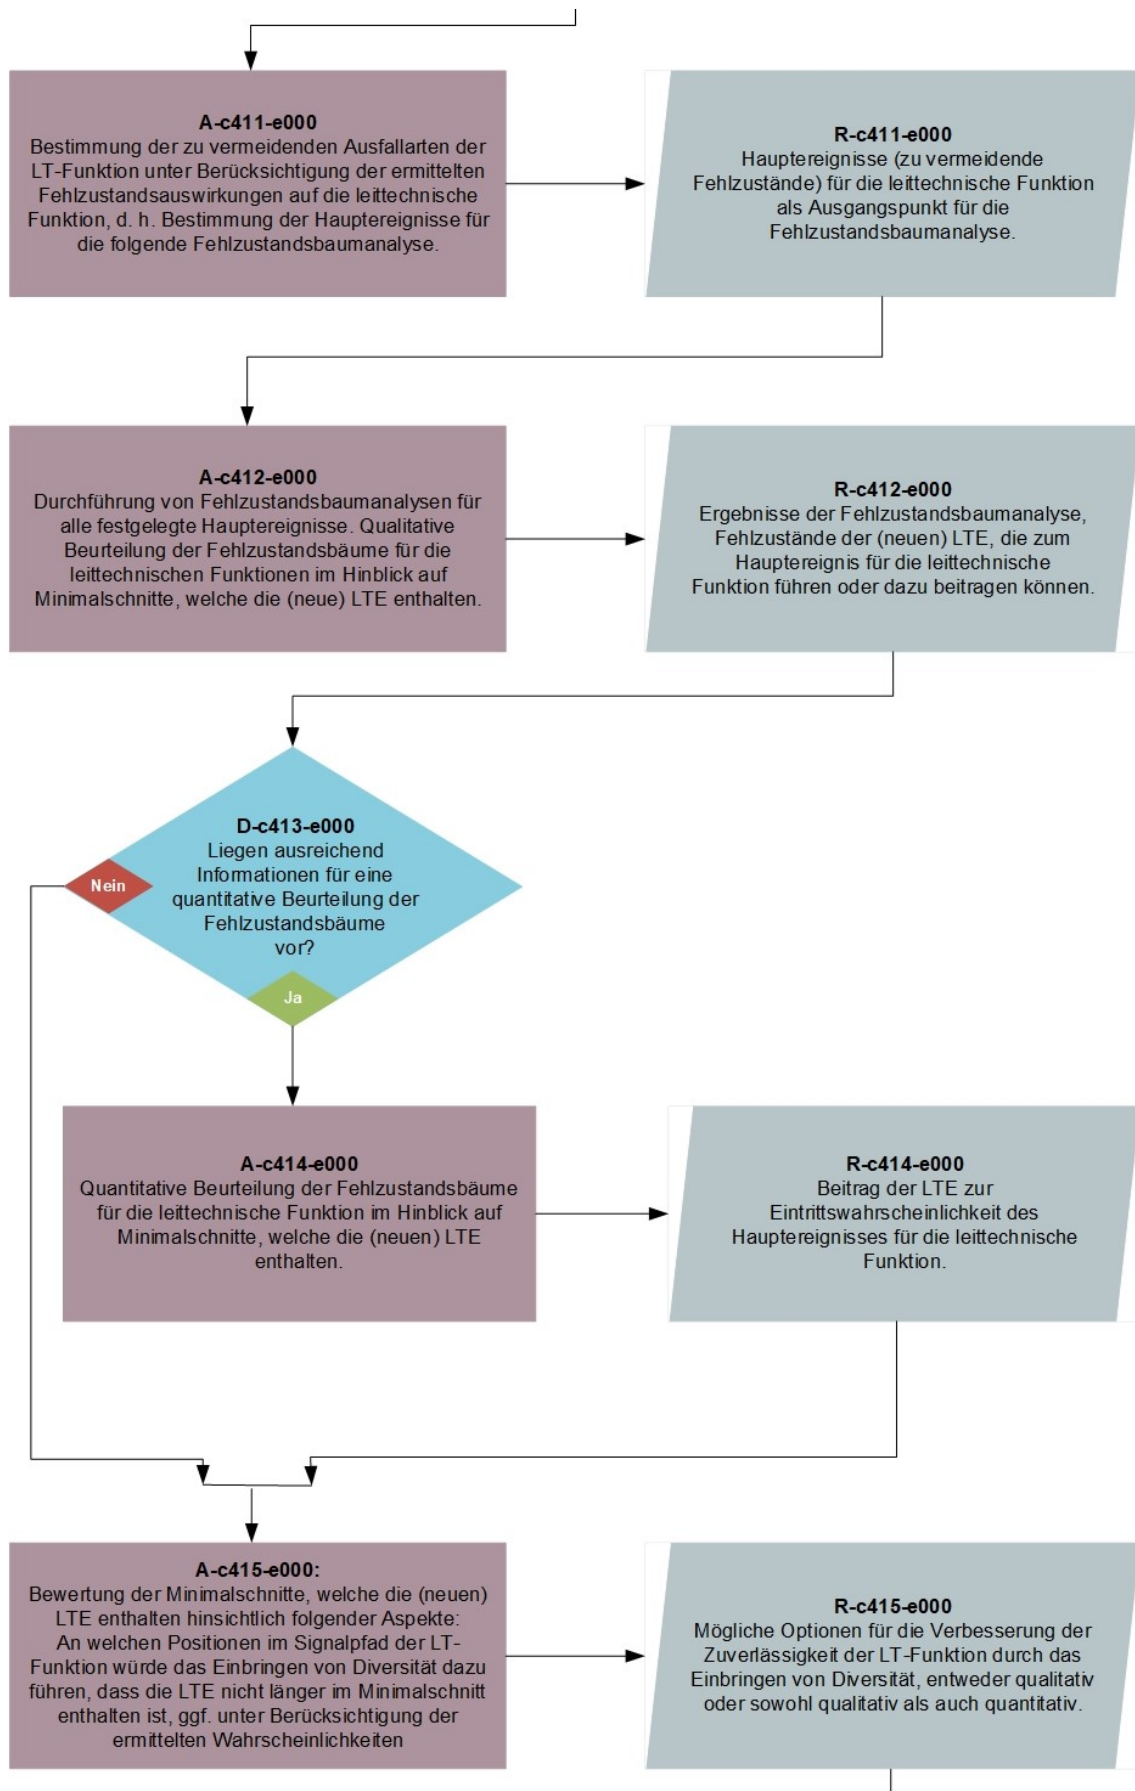 A-c411-e000
Bestimmung der zu vermeidenden Ausfallarten der
LT-Funktion unter Berücksichtigung der ermittelten
Fehlzustandsauswirkungen auf die leittechnische
Funktion, d. h. Bestimmung der Hauptereignisse für
die folgende Fehlzustandsbaumanalyse.
R-c411-e000
Hauptereignisse (zu vermeidende
Fehlzustände) für die leittechnische Funktion
als Ausgangspunkt für die
Fehlzustandsbaumanalyse.
A-c412-e000
Durchführung von Fehlzustandsbaumanalysen für
alle festgelegte Hauptereignisse. Qualitative
Beurteilung der Fehlzustandsbäume für die
leittechnischen Funktionen im Hinblick auf
Minimalschnitte, welche die (neue) LTE enthalten.
R-c412-e000
Ergebnisse der Fehlzustandsbaumanalyse,
Fehlzustände der (neuen) LTE, die zum
Hauptereignis für die leittechnische
Funktion führen oder dazu beitragen können.
D-c413-e000
Liegen ausreichend
Informationen für eine
quantitative Beurteilung der
Fehlzustandsbäume
vor?
Nein
Ja
A-c414-e000
Quantitative Beurteilung der Fehlzustandsbäume
für die leittechnische Funktion im Hinblick auf
Minimalschnitte, welche die (neuen) LTE
enthalten.
R-c414-e000
Beitrag der LTE zur
Eintrittswahrscheinlichkeit des
Hauptereignisses für die leittechnische
Funktion.
A-c415-e000:
Bewertung der Minimalschnitte, welche die (neuen)
LTE enthalten hinsichtlich folgender Aspekte:
An welchen Positionen im Signalpfad der LT-
Funktion würde das Einbringen von Diversität dazu
führen, dass die LTE nicht länger im Minimalschnitt
enthalten ist, ggf. unter Berücksichtigung der
ermittelten Wahrscheinlichkeiten
R-c415-e000
Mögliche Optionen für die Verbesserung der
Zuverlässigkeit der LT-Funktion durch das
Einbringen von Diversität, entweder qualitativ
oder sowohl qualitativ als auch quantitativ.